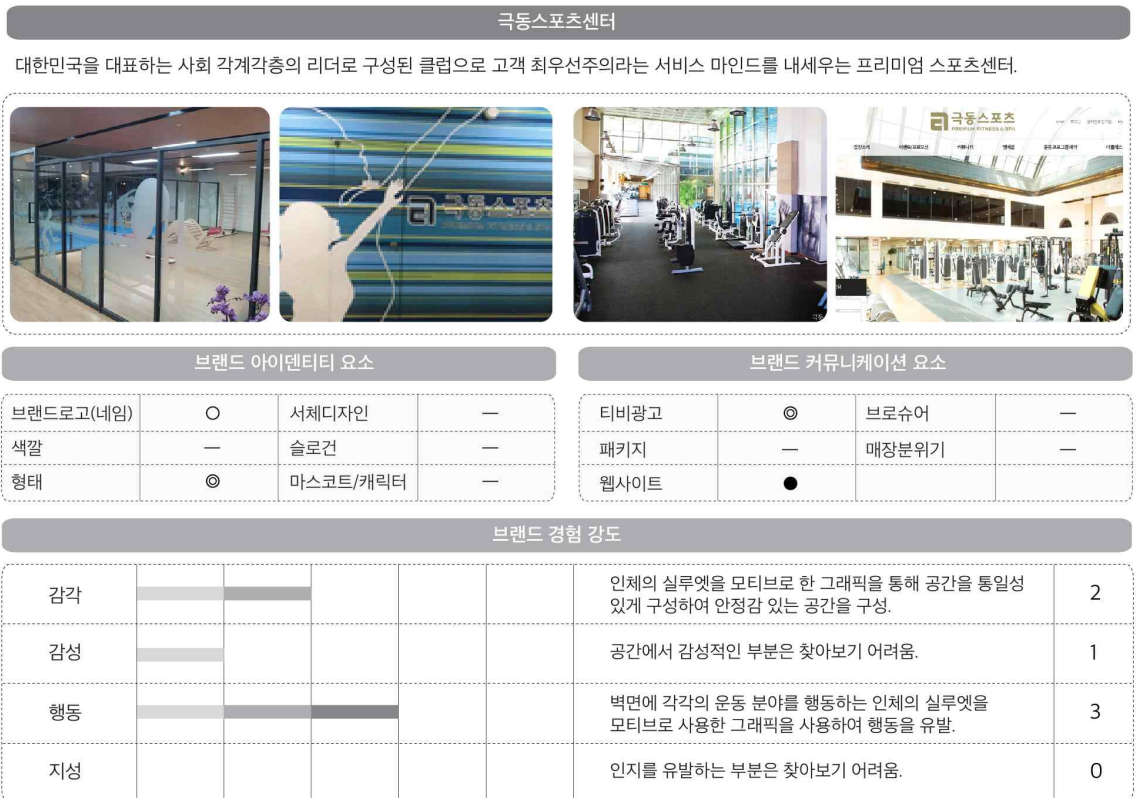 극동스포츠센터
대한민국을 대표하는 사회 각계각층의 리더로 구성된 클럽으로 고객 최우선주의라는 서비스 마인드를 내세우는 프리미엄 스포츠센터.
극동스포츠
극동스포츠
PREMIUM FITNESS & SPA
브랜드 아이덴티티 요소
브랜드로고(네임) ○ 서체디자인 —
색깔 — 슬로건 —
형태 ◎ 마스코트/캐릭터 —
브랜드 커뮤니케이션 요소
티비광고 ◎ 브로슈어 —
패키지 — 매장분위기 —
웹사이트 ●
브랜드 경험 강도
감각 인체의 실루엣을 모티브로 한 그래픽을 통해 공간을 통일성
있게 구성하여 안정감 있는 공간을 구성. 2
감성 공간에서 감성적인 부분은 찾아보기 어려움. 1
행동 벽면에 각각의 운동 분야를 행동하는 인체의 실루엣을
모티브로 사용한 그래픽을 사용하여 행동을 유발. 3
지성 인지를 유발하는 부분은 찾아보기 어려움. 0